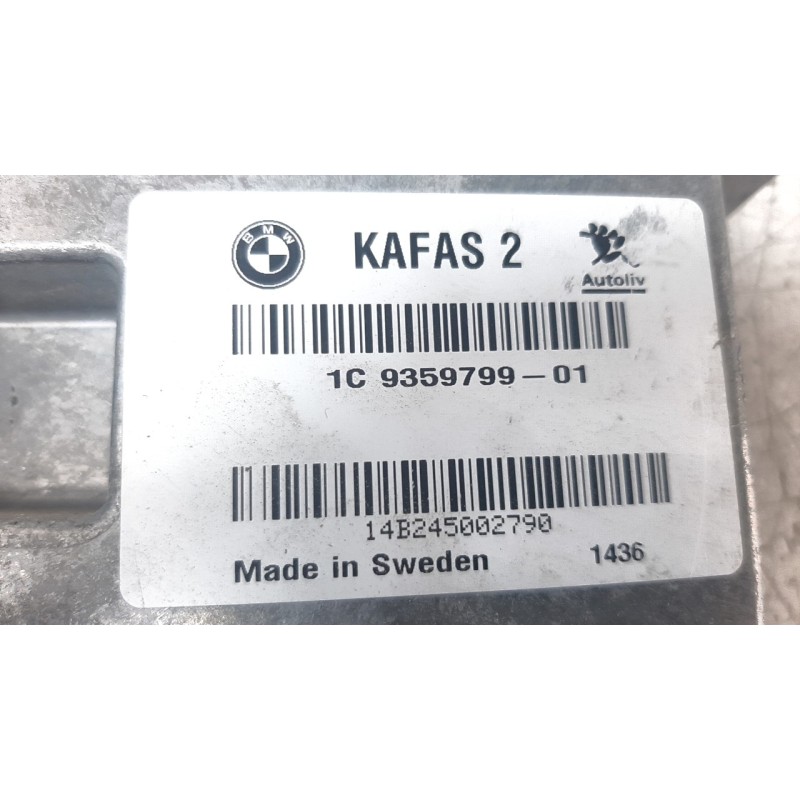 BMW
KAFAS 2
Autoliv
1C 9359799-01
14B245002790
Made in Sweden
1436